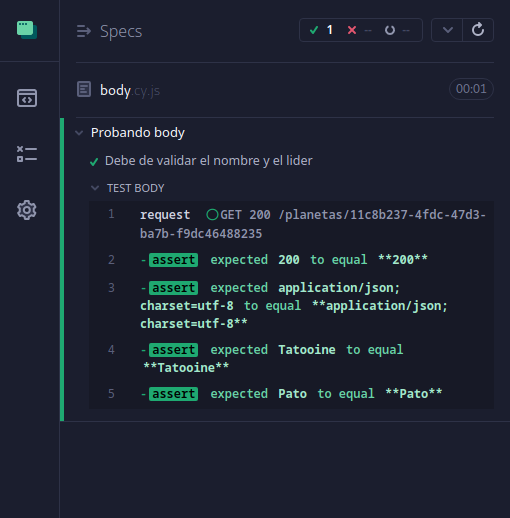 Specs
1 -- --
body.cy.js
00:01
Probando body
Debe de validar el nombre y el lider
TEST BODY
1 request GET 200 /planetas/11c8b237-4fdc-47d3-
ba7b-f9dc46488235
2 -assert expected 200 to equal **200**
3 -assert expected application/json;
charset=utf-8 to equal **application/json;
charset=utf-8**
4 -assert expected Tatooine to equal
**Tatooine**
5 -assert expected Pato to equal **Pato**